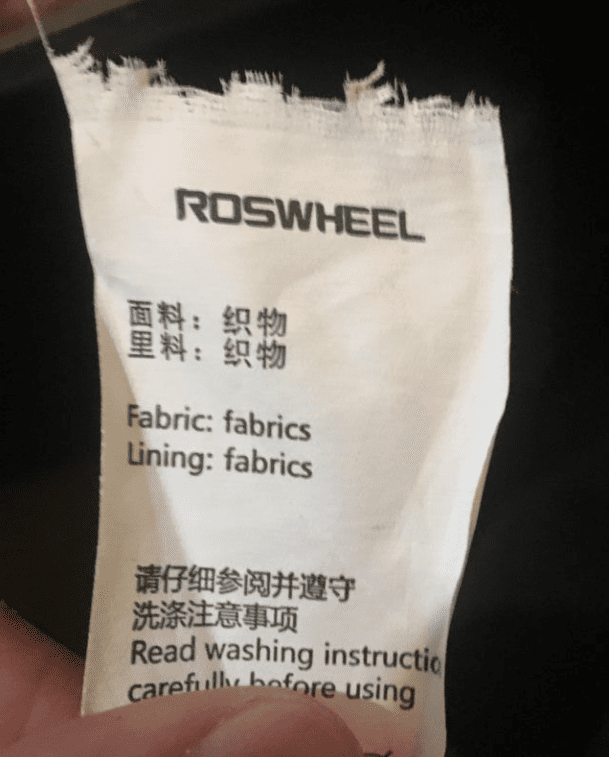 ROSWHEEL
面料：织物
里料：织物
Fabric: fabrics
Lining: fabrics
请仔细参阅并遵守
洗涤注意事项
Read washing instructio
carefully before using